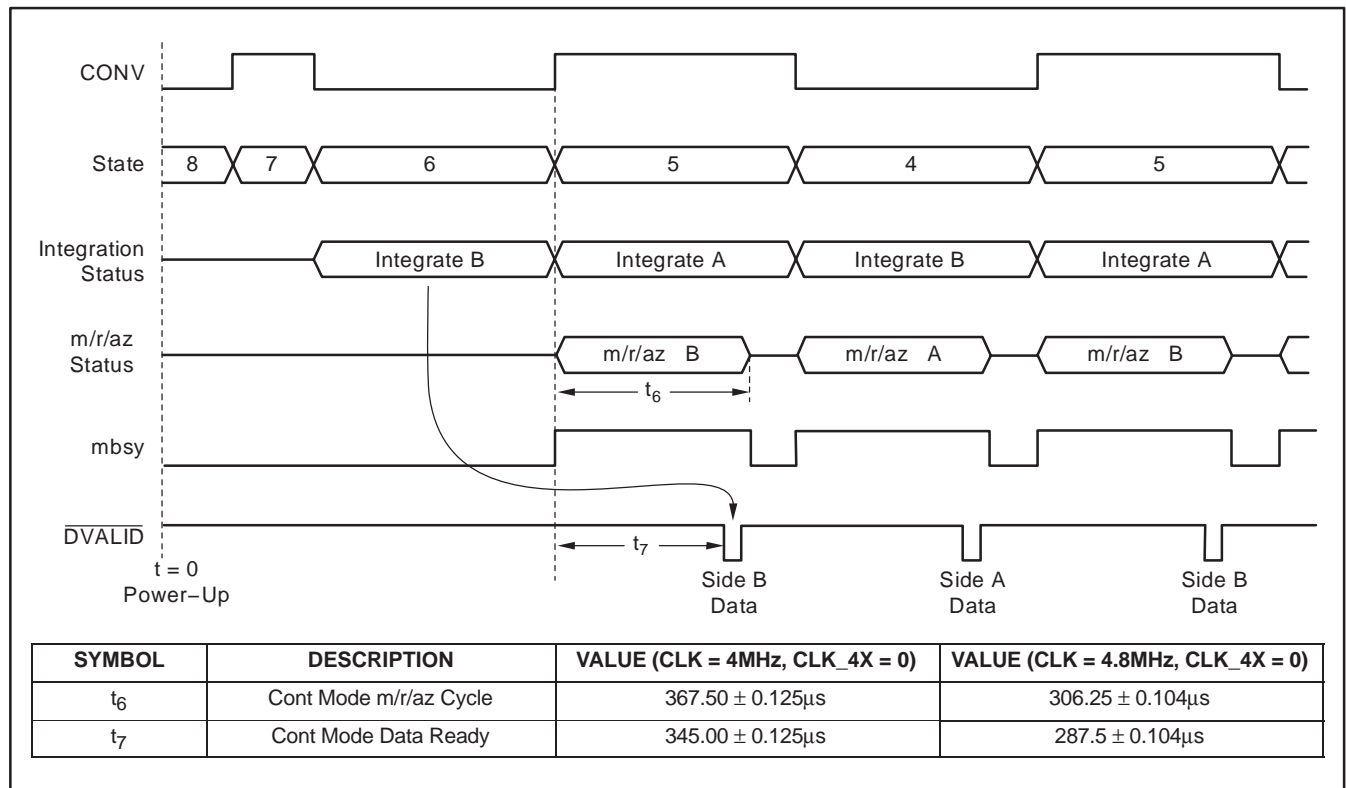 CONV
State
8
7
6
5
4
5
Integration
Status
Integrate B
Integrate A
Integrate B
Integrate A
m/r/az
Status
m/r/az B
m/r/az A
m/r/az B
t6
mbsy
DVALID
t7
t = 0
Power−Up
Side B
Data
Side A
Data
Side B
Data
SYMBOL DESCRIPTION VALUE (CLK = 4MHz, CLK_4X = 0) VALUE (CLK = 4.8MHz, CLK_4X = 0)
t6 Cont Mode m/r/az Cycle 367.50 ± 0.125μs 306.25 ± 0.104μs
t7 Cont Mode Data Ready 345.00 ± 0.125μs 287.5 ± 0.104μs